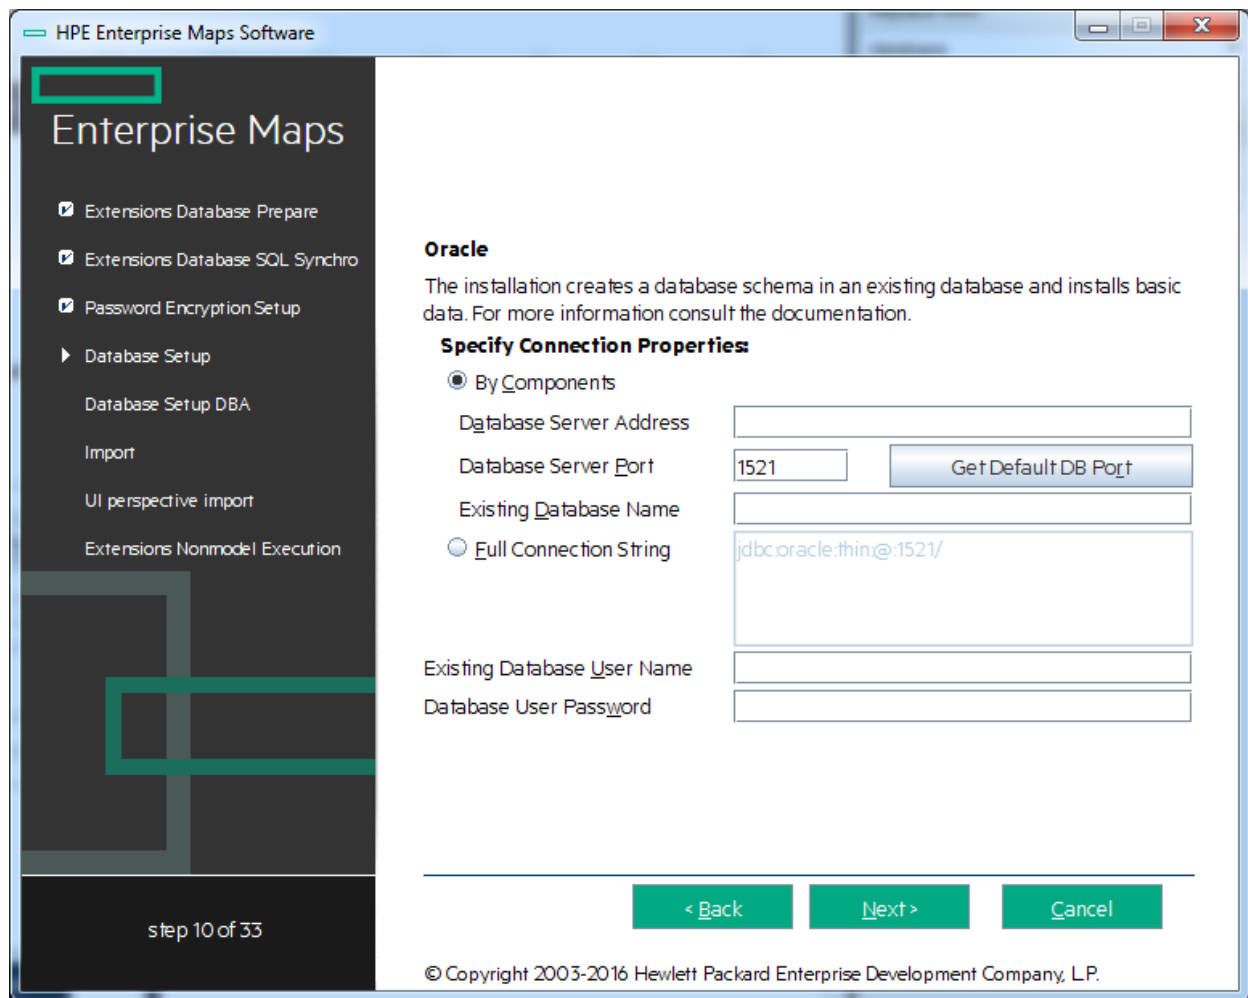 HPE Enterprise Maps Software
Enterprise Maps
Extensions Database Prepare
Extensions Database SQL Synchro
Password Encryption Setup
Database Setup
Database Setup DBA
Import
UI perspective import
Extensions Nonmodel Execution
step 10 of 33
Oracle
The installation creates a database schema in an existing database and installs basic
data. For more information consult the documentation.
Specify Connection Properties:
By Components
Database Server Address
Database Server Port 1521 Get Default DB Port
Existing Database Name
Full Connection String jdbc:oracle:thin:@:1521/
Existing Database User Name
Database User Password
< Back Next > Cancel
© Copyright 2003-2016 Hewlett Packard Enterprise Development Company, L.P.